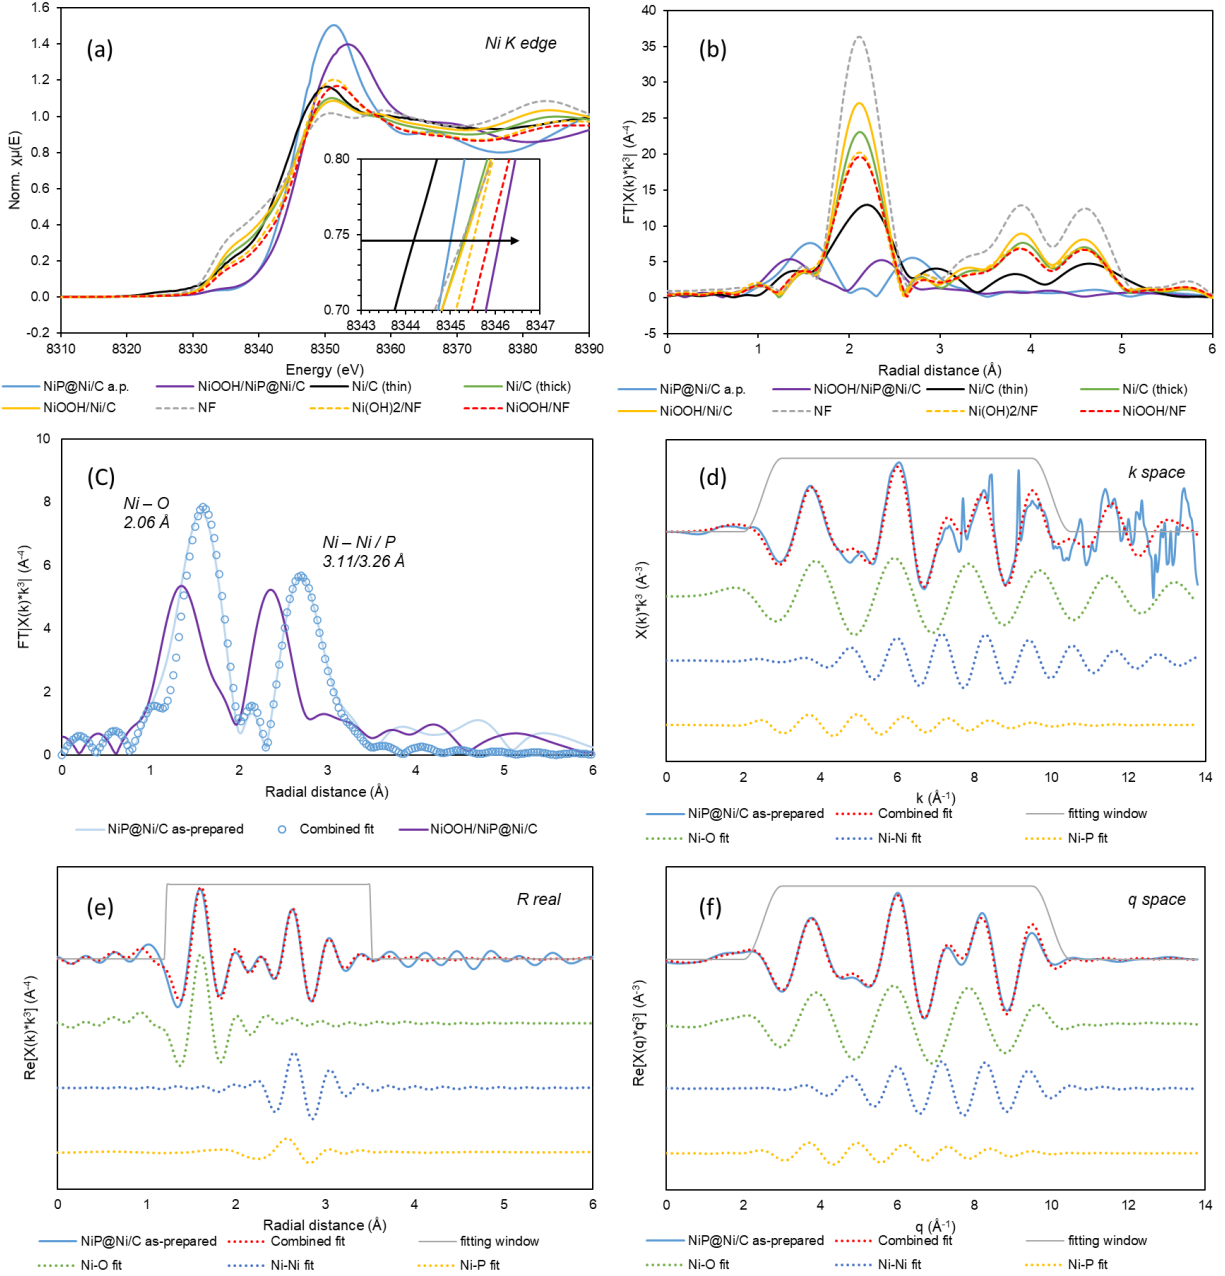 (a)
Ni K edge
1.6
1.4
1.2
1.0
0.8
0.6
0.4
0.2
0.0
-0.2
Norm. χμ(E)
0.80
0.75
0.70
8343 8344 8345 8346 8347
8310 8320 8330 8340 8350 8360 8370 8380 8390
Energy (eV)
NiP@Ni/C a.p. NiOOH/NiP@Ni/C Ni/C (thin) Ni/C (thick)
NiOOH/Ni/C NF Ni(OH)2/NF NiOOH/NF
(b)
40
35
30
25
20
15
10
5
0
-5
FT|X(k)*k³| (A⁻⁴)
0 1 2 3 4 5 6
Radial distance (Å)
NiP@Ni/C a.p. NiOOH/NiP@Ni/C Ni/C (thin) Ni/C (thick)
NiOOH/Ni/C NF Ni(OH)2/NF NiOOH/NF
(C)
Ni – O
2.06 Å
Ni – Ni / P
3.11/3.26 Å
10
8
6
4
2
0
FT|X(k)*k³| (A⁻⁴)
0 1 2 3 4 5 6
Radial distance (Å)
NiP@Ni/C as-prepared Combined fit NiOOH/NiP@Ni/C
(d)
k space
X(k)*k³ (A⁻³)
0 2 4 6 8 10 12 14
k (Å⁻¹)
NiP@Ni/C as-prepared Combined fit fitting window
Ni-O fit Ni-Ni fit Ni-P fit
(e)
R real
Re[X(k)*k³] (A⁻⁴)
0 1 2 3 4 5 6
Radial distance (Å)
NiP@Ni/C as-prepared Combined fit fitting window
Ni-O fit Ni-Ni fit Ni-P fit
(f)
q space
Re[X(q)*q³] (A⁻³)
0 2 4 6 8 10 12 14
q (Å⁻¹)
NiP@Ni/C as-prepared Combined fit fitting window
Ni-O fit Ni-Ni fit Ni-P fit